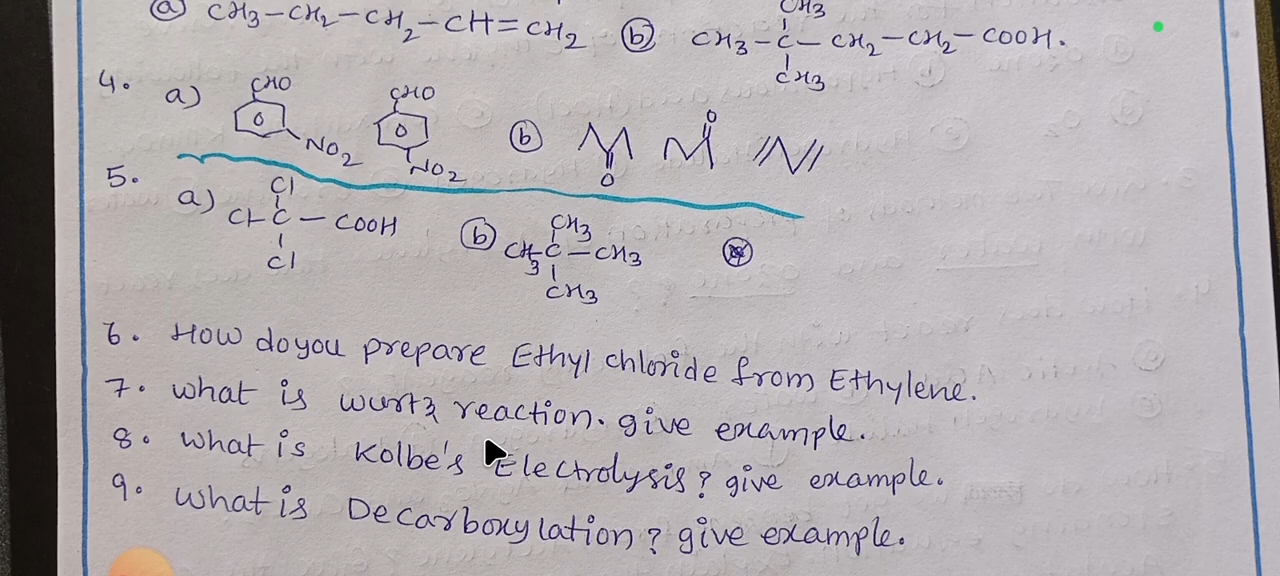 (a) CH3-CH2-CH2-CH=CH2 (b) CH3-C-CH2-CH2-COOH.
CH3
CH3
4. a) CHO CHO (b)
NO2 NO2
O O
5. a) Cl
Cl-C-COOH (b) CH3-C-CH3
Cl
CH3
CH3
6. How do you prepare Ethyl chloride from Ethylene.
7. what is wurtz reaction. give example.
8. what is Kolbe's Electrolysis? give example.
9. what is Decarboxylation? give example.